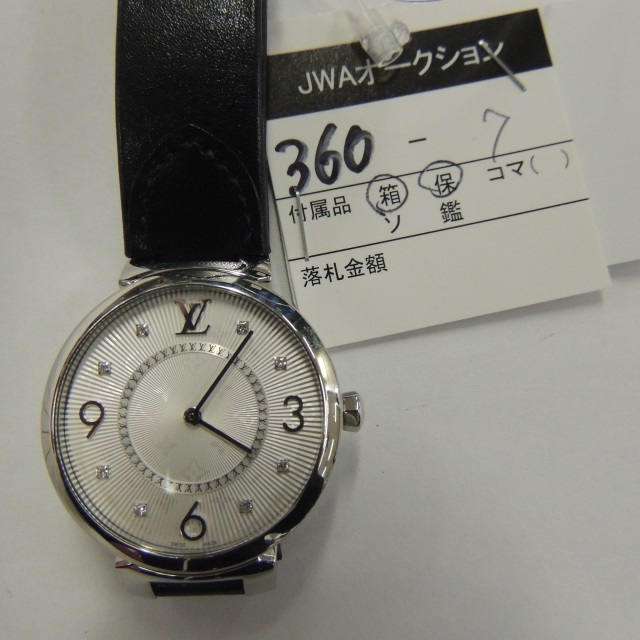 JWAオークション
360 - 7
付属品 箱 保 コマ( )
ソ 鑑
落札金額
LV
9 3
6